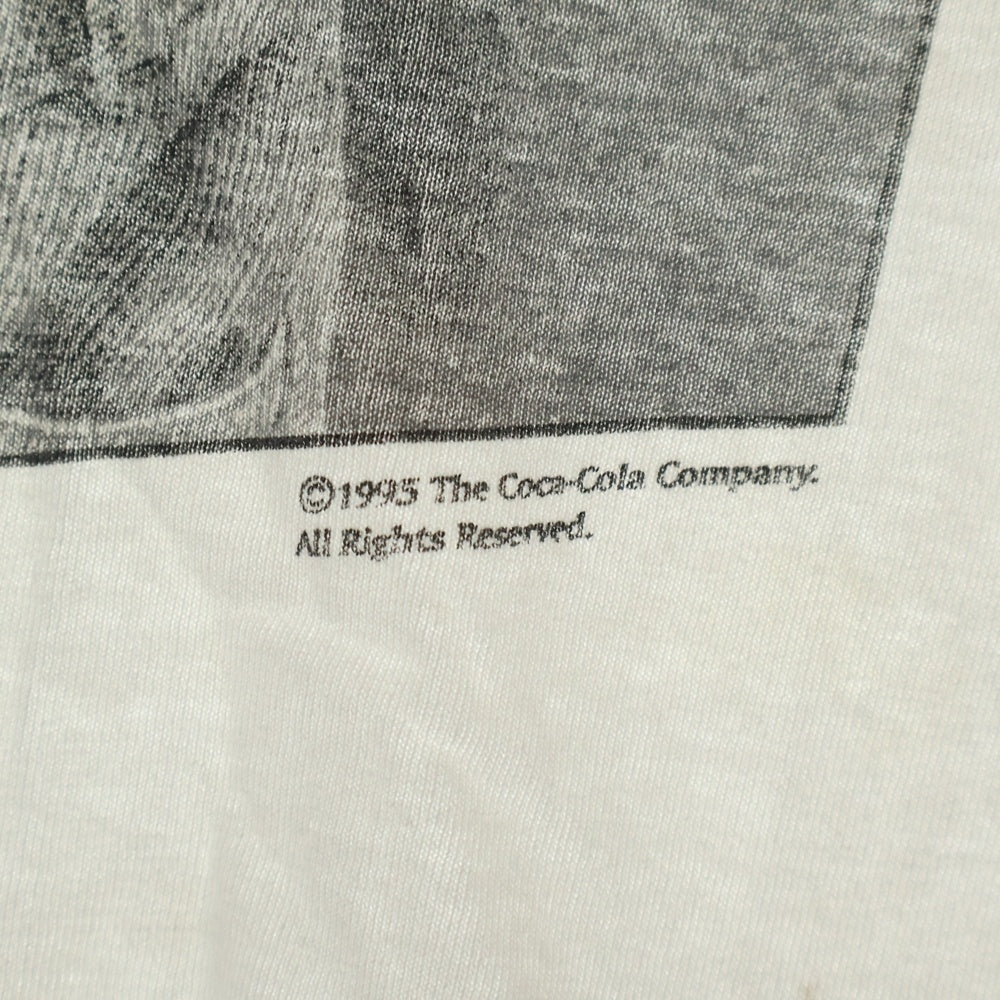 ©1995 The Coca-Cola Company.
All Rights Reserved.